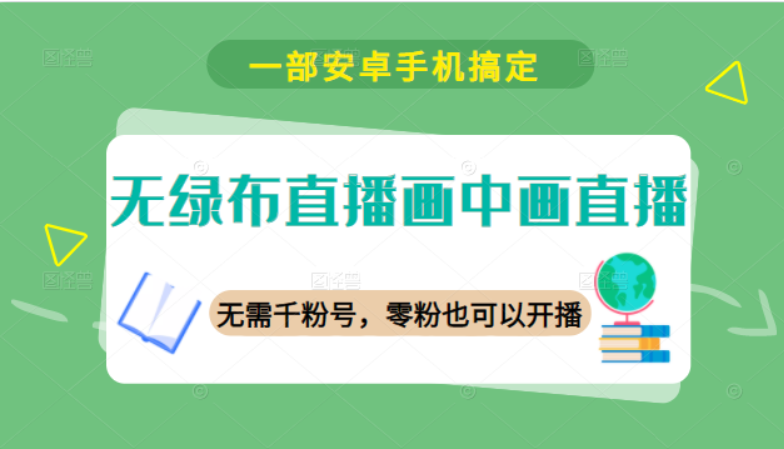 一部安卓手机搞定
无绿布直播画中画直播
无需千粉号，零粉也可以开播